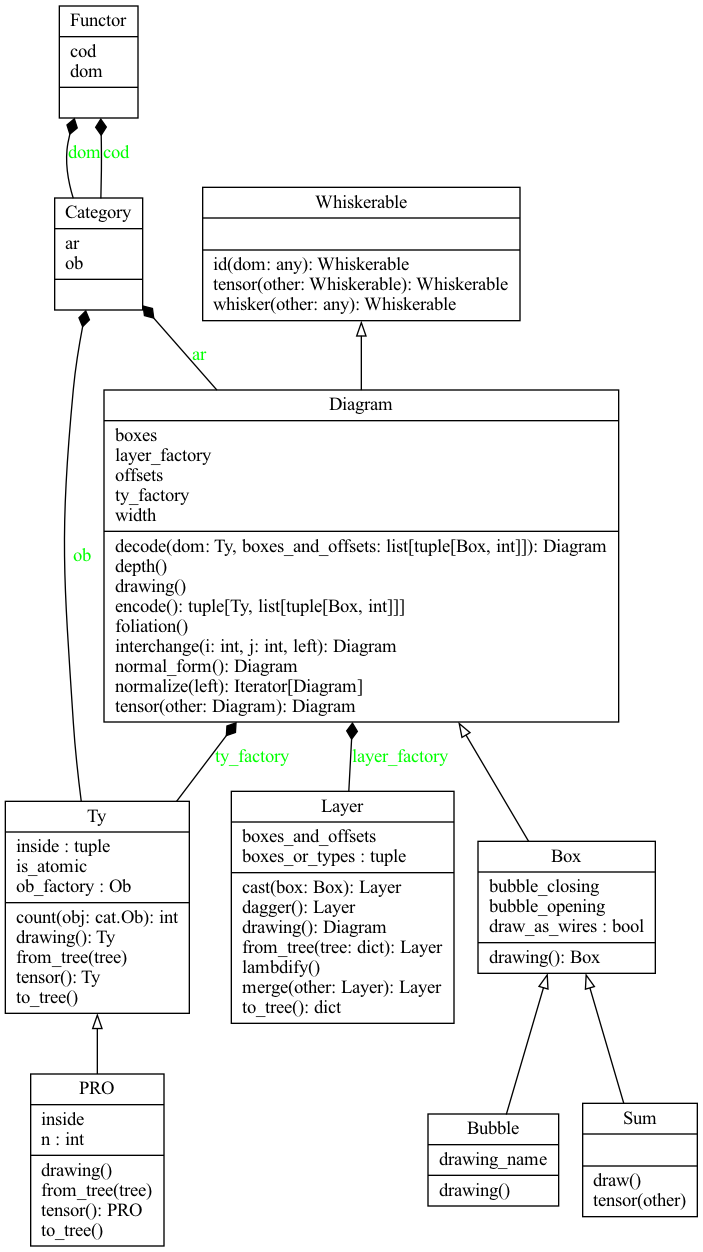 Functor
cod
dom
dom
cod
Category
ar
ob
Whiskerable
id(dom: any): Whiskerable
tensor(other: Whiskerable): Whiskerable
whisker(other: any): Whiskerable
ar
Diagram
boxes
layer_factory
offsets
ty_factory
width
decode(dom: Ty, boxes_and_offsets: list[tuple[Box, int]]): Diagram
depth()
drawing()
encode(): tuple[Ty, list[tuple[Box, int]]]
foliation()
interchange(i: int, j: int, left): Diagram
normal_form(): Diagram
normalize(left): Iterator[Diagram]
tensor(other: Diagram): Diagram
ob
ty_factory
layer_factory
Ty
inside : tuple
is_atomic
ob_factory : Ob
count(obj: cat.Ob): int
drawing(): Ty
from_tree(tree)
tensor(): Ty
to_tree()
Layer
boxes_and_offsets
boxes_or_types : tuple
cast(box: Box): Layer
dagger(): Layer
drawing(): Diagram
from_tree(tree: dict): Layer
lambdify()
merge(other: Layer): Layer
to_tree(): dict
Box
bubble_closing
bubble_opening
draw_as_wires : bool
drawing(): Box
PRO
inside
n : int
drawing()
from_tree(tree)
tensor(): PRO
to_tree()
Bubble
drawing_name
drawing()
Sum
draw()
tensor(other)